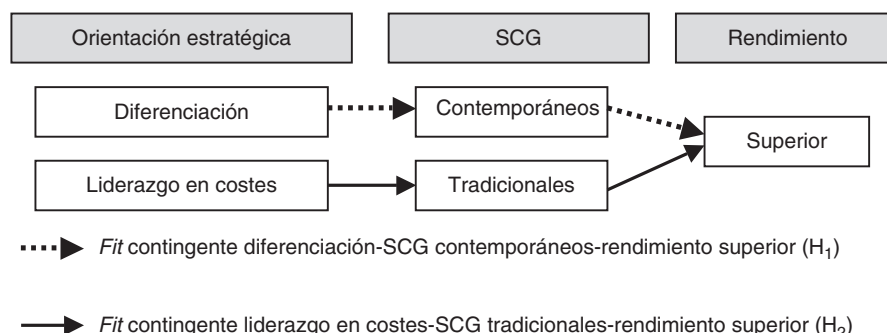 Orientación estratégica
SCG
Rendimiento
Diferenciación
Contemporáneos
Superior
Liderazgo en costes
Tradicionales
Fit contingente diferenciación-SCG contemporáneos-rendimiento superior (H1)
Fit contingente liderazgo en costes-SCG tradicionales-rendimiento superior (H2)